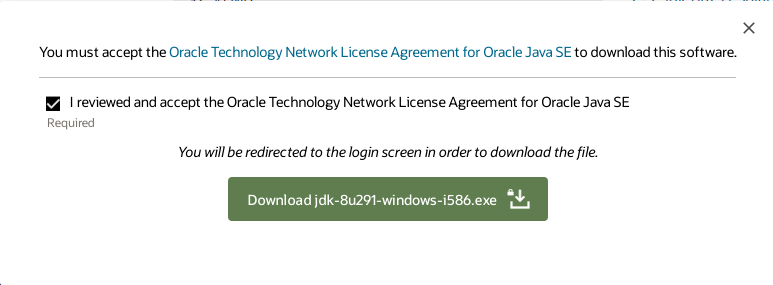 You must accept the Oracle Technology Network License Agreement for Oracle Java SE to download this software.
I reviewed and accept the Oracle Technology Network License Agreement for Oracle Java SE
Required
You will be redirected to the login screen in order to download the file.
Download jdk-8u291-windows-i586.exe